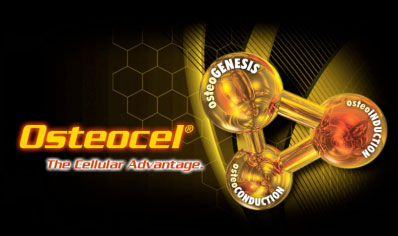 osteoGENESIS
osteoINDUCTION
Osteocel®
The Cellular Advantage.
osteoCONDUCTION